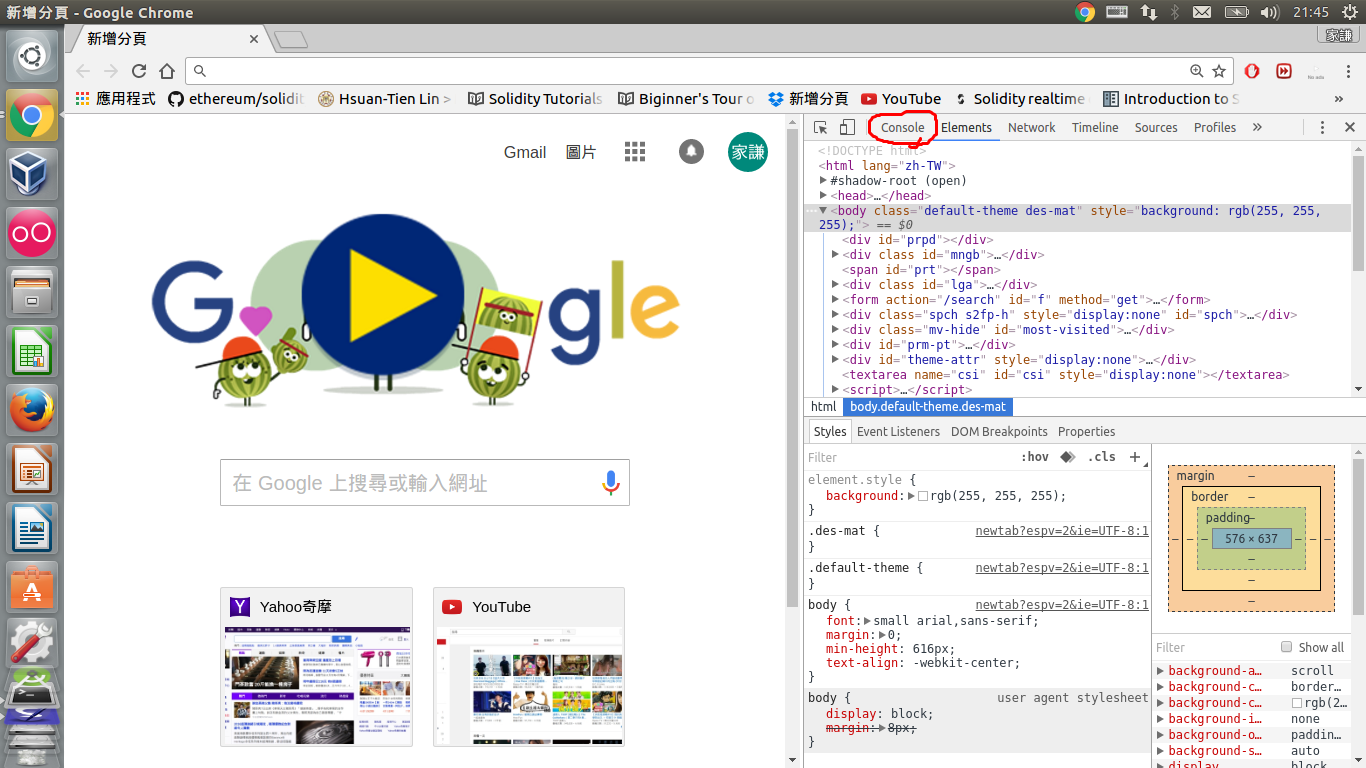 新增分頁 - Google Chrome
21:45
新增分頁
家謙
應用程式 ethereum/solidit Hsuan-Tien Lin > Solidity Tutorials Biginner's Tour o 新增分頁 YouTube Solidity realtime Introduction to S »
Gmail 圖片 家謙
Google
在 Google 上搜尋或輸入網址
Yahoo奇摩
YouTube
Console Elements Network Timeline Sources Profiles »
<!DOCTYPE html>
<html lang="zh-TW">
#shadow-root (open)
<head>…</head>
<body class="default-theme des-mat" style="background: rgb(255, 255,
255);"> == $0
<div id="prpd"></div>
<div class id="mngb">…</div>
<span id="prt"></span>
<div class id="lga">…</div>
<form action="/search" id="f" method="get">…</form>
<div class="spch s2fp-h" style="display:none" id="spch">…</div>
<div class="mv-hide" id="most-visited">…</div>
<div id="prm-pt">…</div>
<div id="theme-attr" style="display:none">…</div>
<textarea name="csi" id="csi" style="display:none"></textarea>
<script>…</script>
html body.default-theme.des-mat
Styles Event Listeners DOM Breakpoints Properties
Filter :hov .cls +
element.style {
background: rgb(255, 255, 255);
}
.des-mat { newtab?espv=2&ie=UTF-8:1
}
.default-theme { newtab?espv=2&ie=UTF-8:1
}
body { newtab?espv=2&ie=UTF-8:1
font: small arial,sans-serif;
margin: 0;
min-height: 616px;
text-align: -webkit-center;
}
body { user agent stylesheet
display: block;
margin: 8px;
}
margin –
border –
padding –
– – – 576 × 637 – – –
–
–
–
Filter Show all
background-a… scroll
background-c… border…
background-c… rgb(2…
background-i… none
background-o… paddin…
background-s… auto
display block